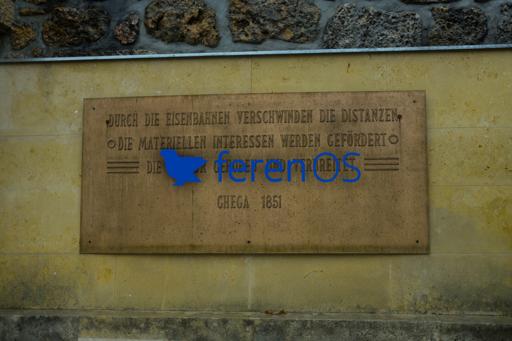 DURCH DIE EISENBAHNEN VERSCHWINDEN DIE DISTANZEN
DIE MATERIELLEN INTERESSEN WERDEN GEFÖRDERT
DIE
ferenOS
GHEGA 1851